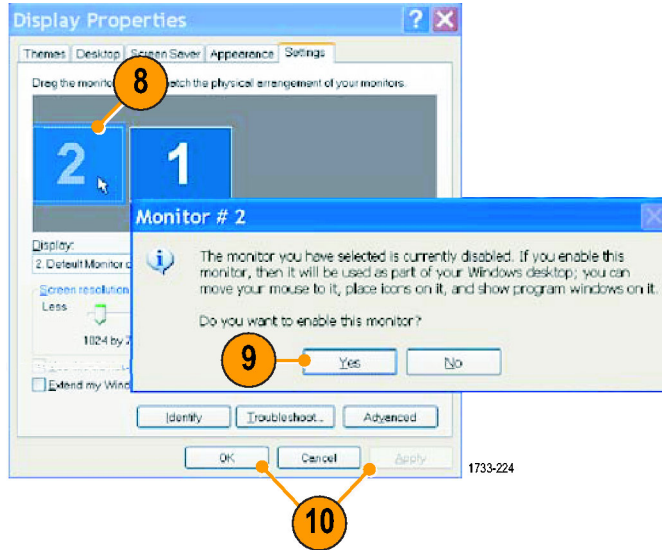 Display Properties
Themes Desktop Screen Saver Appearance Settings
Drag the monitor atch the physical arrangement of your monitors.
8
2 1
Monitor # 2
Display:
2. Default Monitor o
The monitor you have selected is currently disabled. If you enable this
monitor, then it will be used as part of your Windows desktop; you can
move your mouse to it, place icons on it, and show program windows on it.
Screen resolution
Less
Do you want to enable this monitor?
1024 by 7
9
Yes No
Extend my Wind
Identify Troubleshoot... Advanced
OK Cancel Apply
1733-224
10